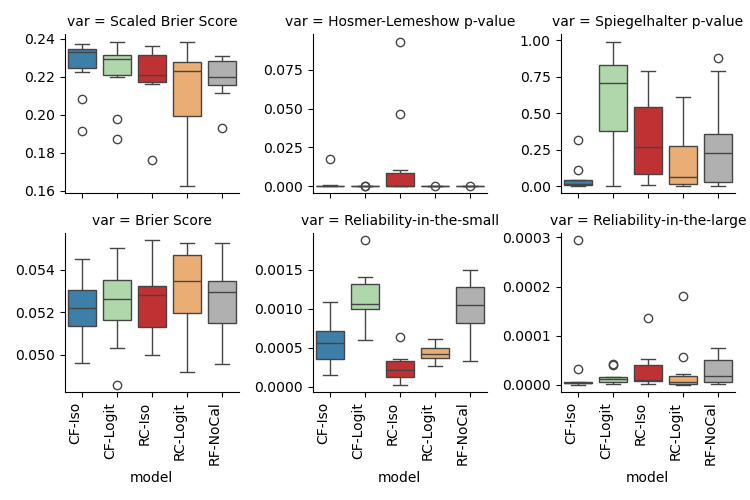 var = Scaled Brier Score
var = Hosmer-Lemeshow p-value
var = Spiegelhalter p-value
0.24
0.22
0.20
0.18
0.16
0.075
0.050
0.025
0.000
1.00
0.75
0.50
0.25
0.00
var = Brier Score
var = Reliability-in-the-small
var = Reliability-in-the-large
0.054
0.052
0.050
0.0015
0.0010
0.0005
0.0000
0.0003
0.0002
0.0001
0.0000
CF-Iso
CF-Logit
RC-Iso
RC-Logit
RF-NoCal
CF-Iso
CF-Logit
RC-Iso
RC-Logit
RF-NoCal
CF-Iso
CF-Logit
RC-Iso
RC-Logit
RF-NoCal
model
model
model